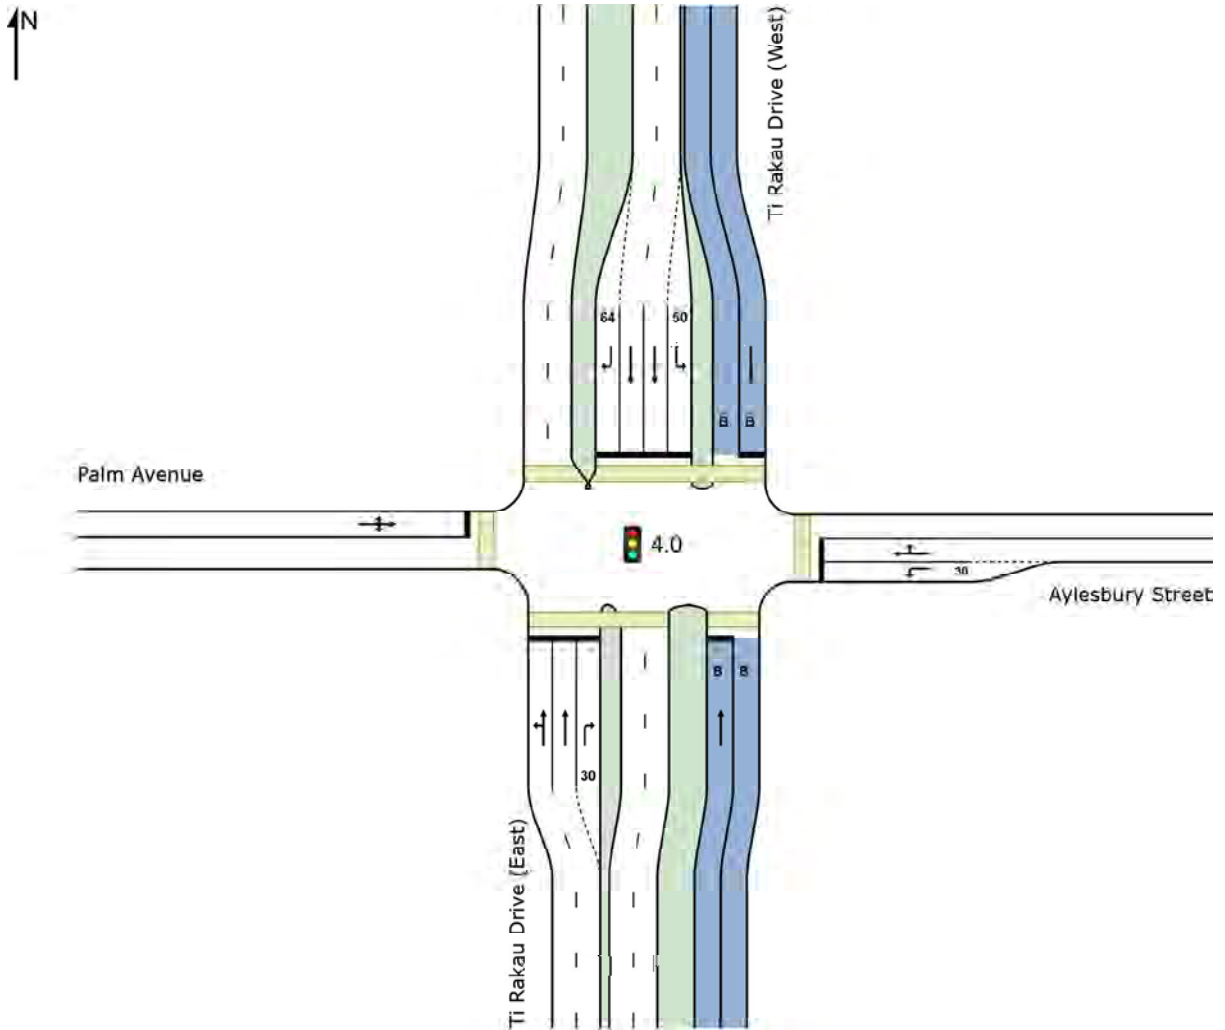 N
Ti Rakau Drive (West)
64
50
B B
Palm Avenue
4.0
30
Aylesbury Street
B B
30
Ti Rakau Drive (East)